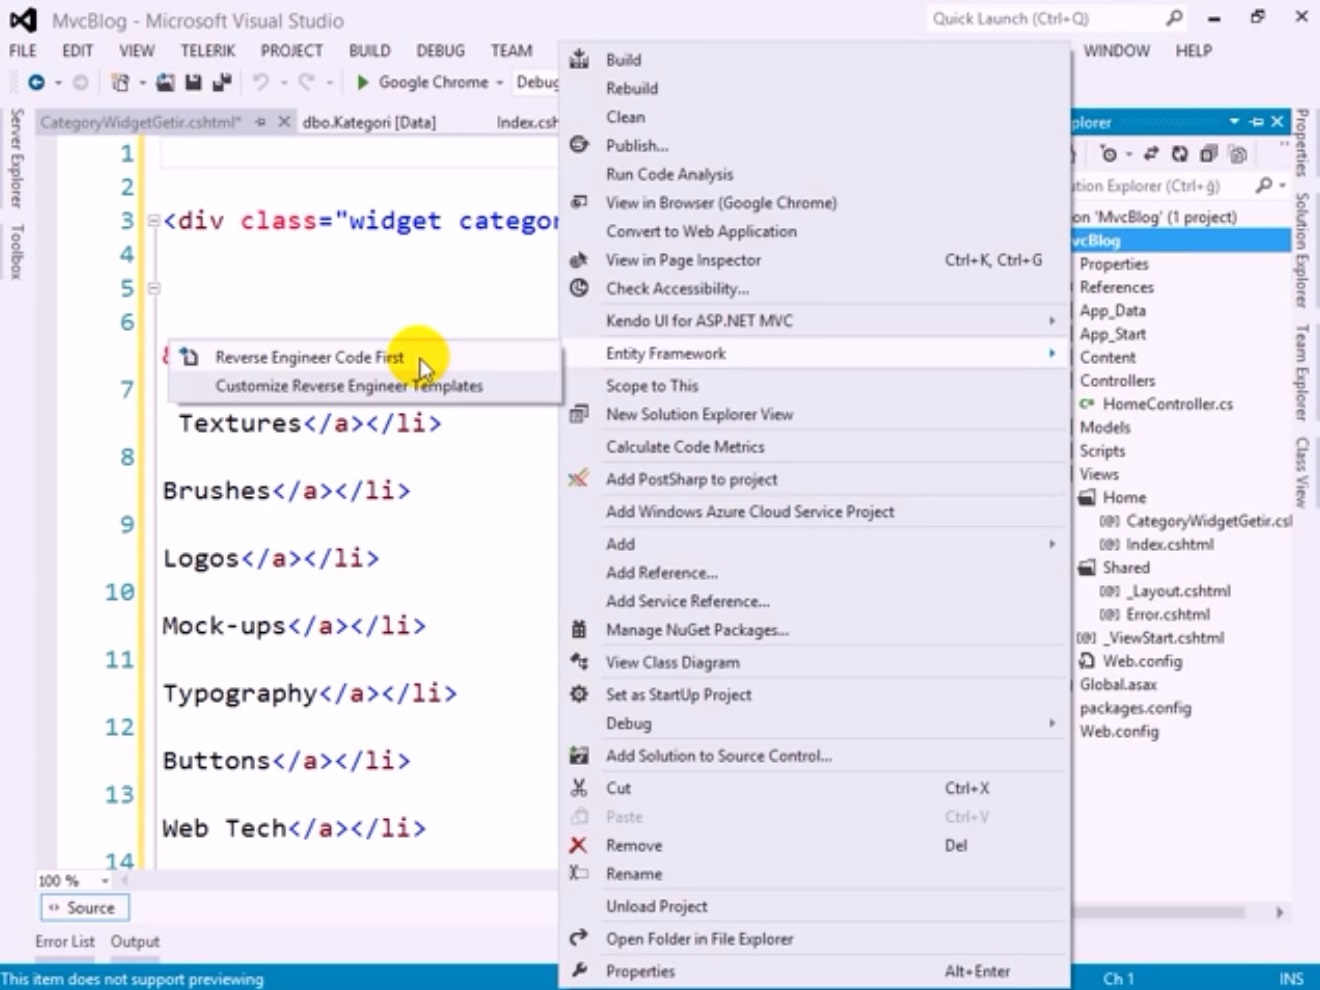 MvcBlog - Microsoft Visual Studio
Quick Launch (Ctrl+Q)
FILE EDIT VIEW TELERIK PROJECT BUILD DEBUG TEAM WINDOW HELP
Google Chrome
Debug
CategoryWidgetGetir.cshtml*
dbo.Kategori [Data]
Index.csh
Server Explorer
Toolbox
1
2
3 <div class="widget categor
4
5
6
7
Textures</a></li>
8
Brushes</a></li>
9
Logos</a></li>
10
Mock-ups</a></li>
11
Typography</a></li>
12
Buttons</a></li>
13
Web Tech</a></li>
14
100 %
Source
Error List Output
This item does not support previewing
Ch 1
INS
Reverse Engineer Code First
Customize Reverse Engineer Templates
Build
Rebuild
Clean
Publish...
Run Code Analysis
View in Browser (Google Chrome)
Convert to Web Application
View in Page Inspector Ctrl+K, Ctrl+G
Check Accessibility...
Kendo UI for ASP.NET MVC
Entity Framework
Scope to This
New Solution Explorer View
Calculate Code Metrics
Add PostSharp to project
Add Windows Azure Cloud Service Project
Add
Add Reference...
Add Service Reference...
Manage NuGet Packages...
View Class Diagram
Set as StartUp Project
Debug
Add Solution to Source Control...
Cut Ctrl+X
Paste Ctrl+V
Remove Del
Rename
Unload Project
Open Folder in File Explorer
Properties Alt+Enter
plorer
tion Explorer (Ctrl+ğ)
on 'MvcBlog' (1 project)
vcBlog
Properties
References
App_Data
App_Start
Content
Controllers
C# HomeController.cs
Models
Scripts
Views
Home
[@] CategoryWidgetGetir.csl
[@] Index.cshtml
Shared
[@] _Layout.cshtml
[@] Error.cshtml
[@] _ViewStart.cshtml
Web.config
Global.asax
packages.config
Web.config
Properties
Solution Explorer
Team Explorer
Class View